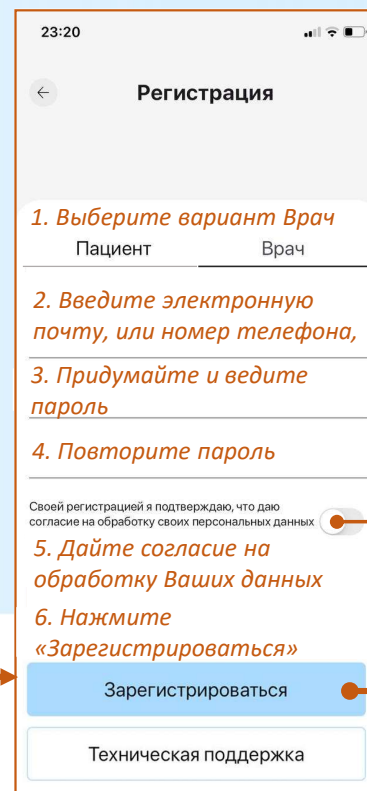 23:20
Регистрация
1. Выберите вариант Врач
Пациент Врач
2. Введите электронную
почту, или номер телефона,
3. Придумайте и ведите
пароль
4. Повторите пароль
Своей регистрацией я подтверждаю, что даю
согласие на обработку своих персональных данных
5. Дайте согласие на
обработку Ваших данных
6. Нажмите
«Зарегистрироваться»
Зарегистрироваться
Техническая поддержка